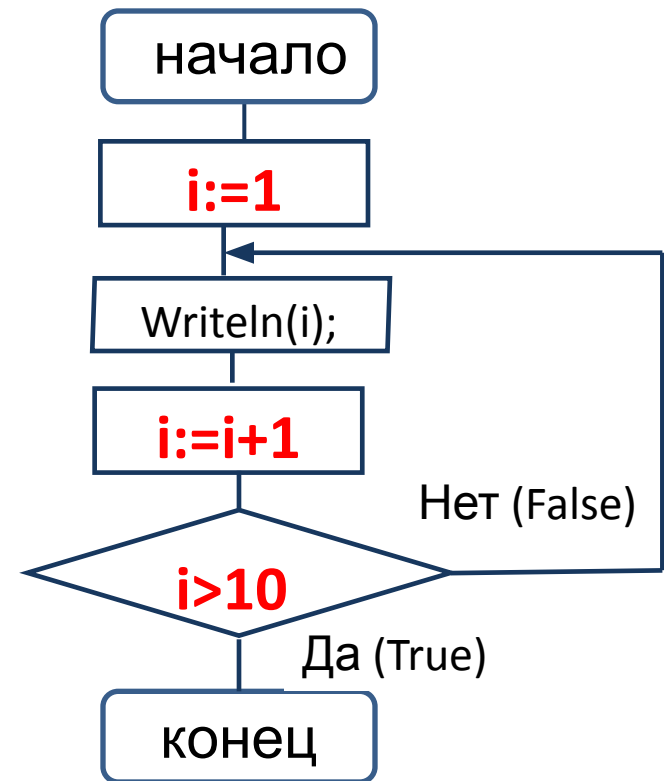 начало
i:=1
Writeln(i);
i:=i+1
Нет (False)
i>10
Да (True)
конец